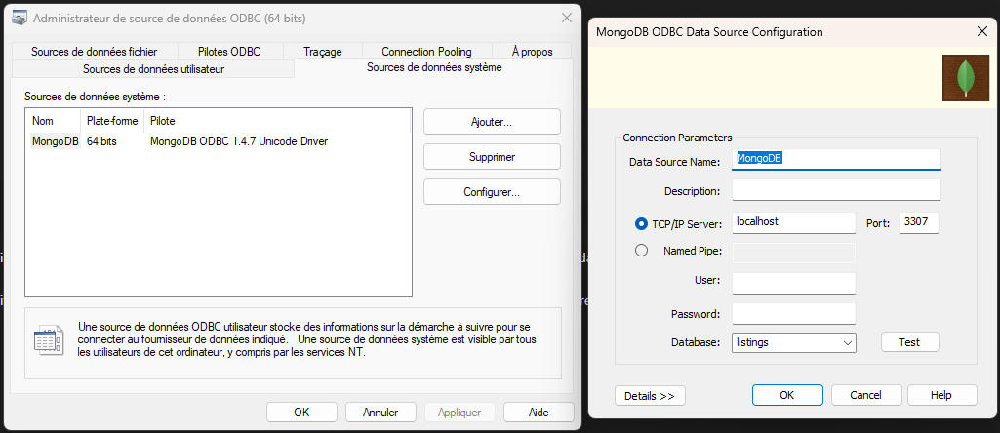 Administrateur de source de données ODBC (64 bits)
Sources de données fichier
Pilotes ODBC
Traçage
Connection Pooling
À propos
Sources de données utilisateur
Sources de données système
Sources de données système :
Nom
Plate-forme
Pilote
MongoDB
64 bits
MongoDB ODBC 1.4.7 Unicode Driver
Ajouter...
Supprimer
Configurer...
Une source de données ODBC utilisateur stocke des informations sur la démarche à suivre pour se
connecter au fournisseur de données indiqué. Une source de données système est visible par tous
les utilisateurs de cet ordinateur, y compris par les services NT.
OK
Annuler
Appliquer
Aide
MongoDB ODBC Data Source Configuration
Connection Parameters
Data Source Name:
MongoDB
Description:
TCP/IP Server:
localhost
Port:
3307
Named Pipe:
User:
Password:
Database:
listings
Test
Details >>
OK
Cancel
Help